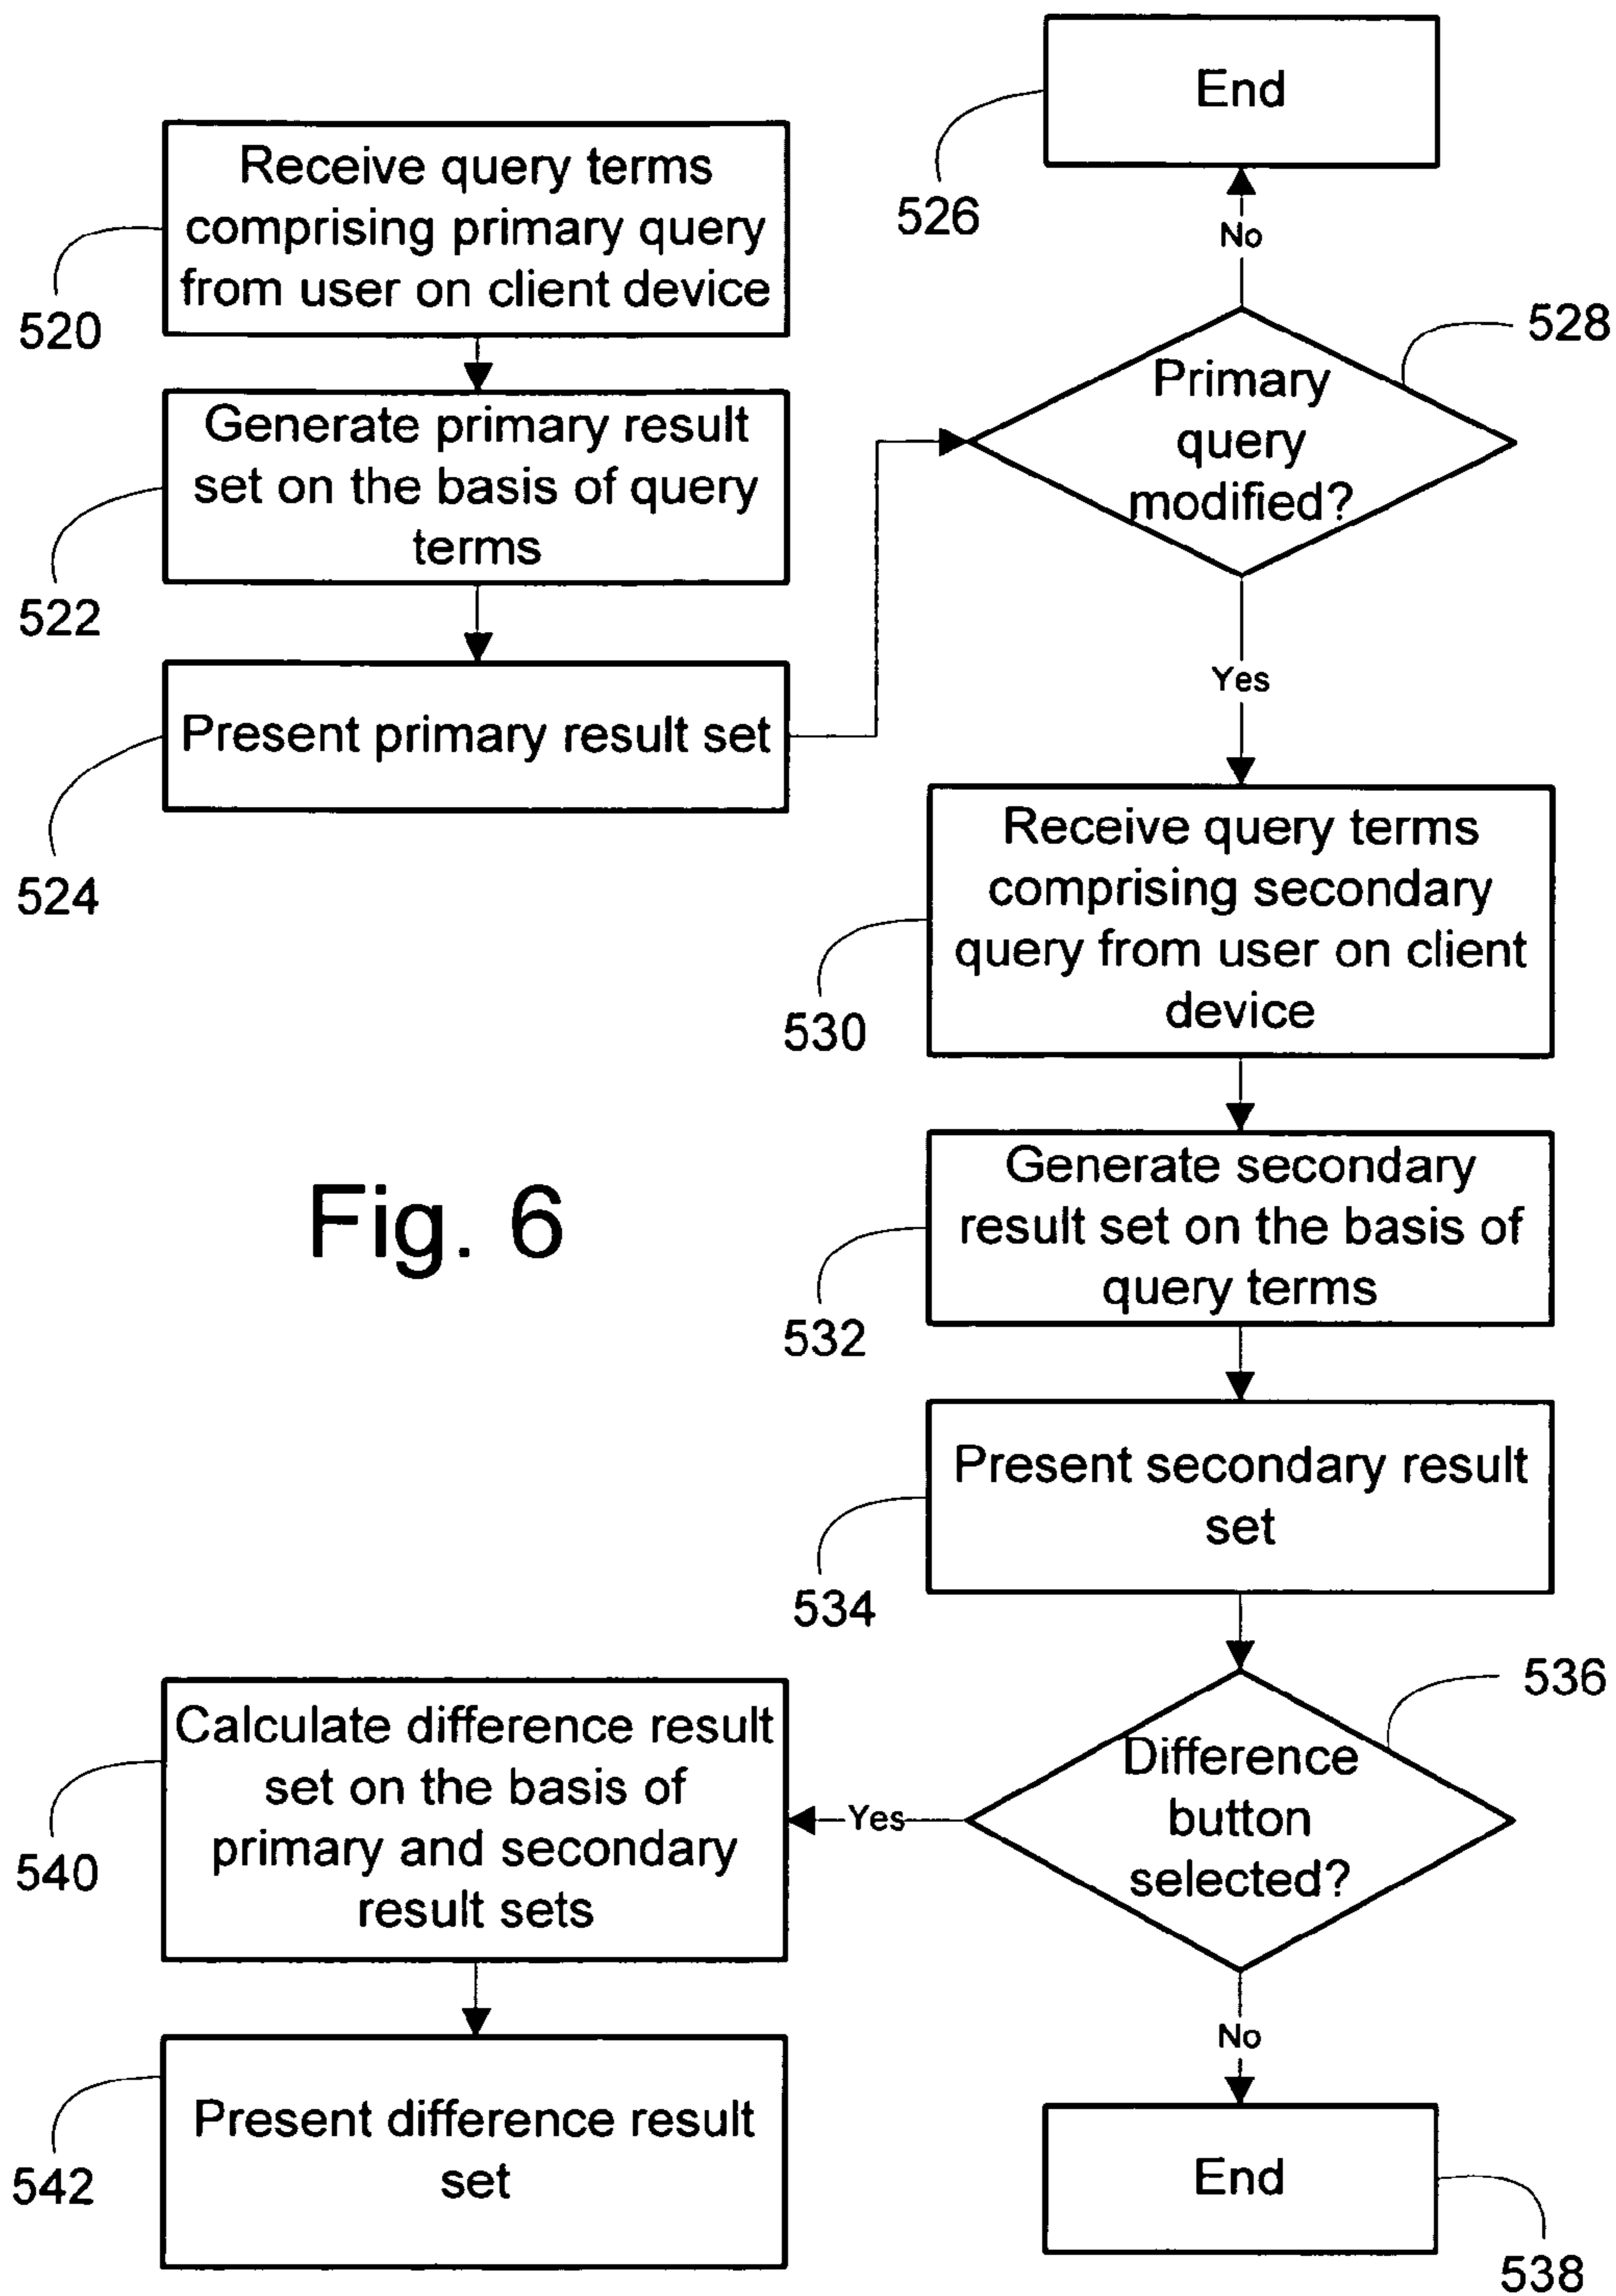 Receive query terms
comprising primary query
from user on client device
520
Generate primary result
set on the basis of query
terms
522
Present primary result set
524
End
526
No
Primary
query
modified?
528
Yes
Receive query terms
comprising secondary
query from user on client
device
530
Generate secondary
result set on the basis of
query terms
532
Fig. 6
Present secondary result
set
534
Difference
button
selected?
536
Yes
Calculate difference result
set on the basis of
primary and secondary
result sets
540
Present difference result
set
542
No
End
538